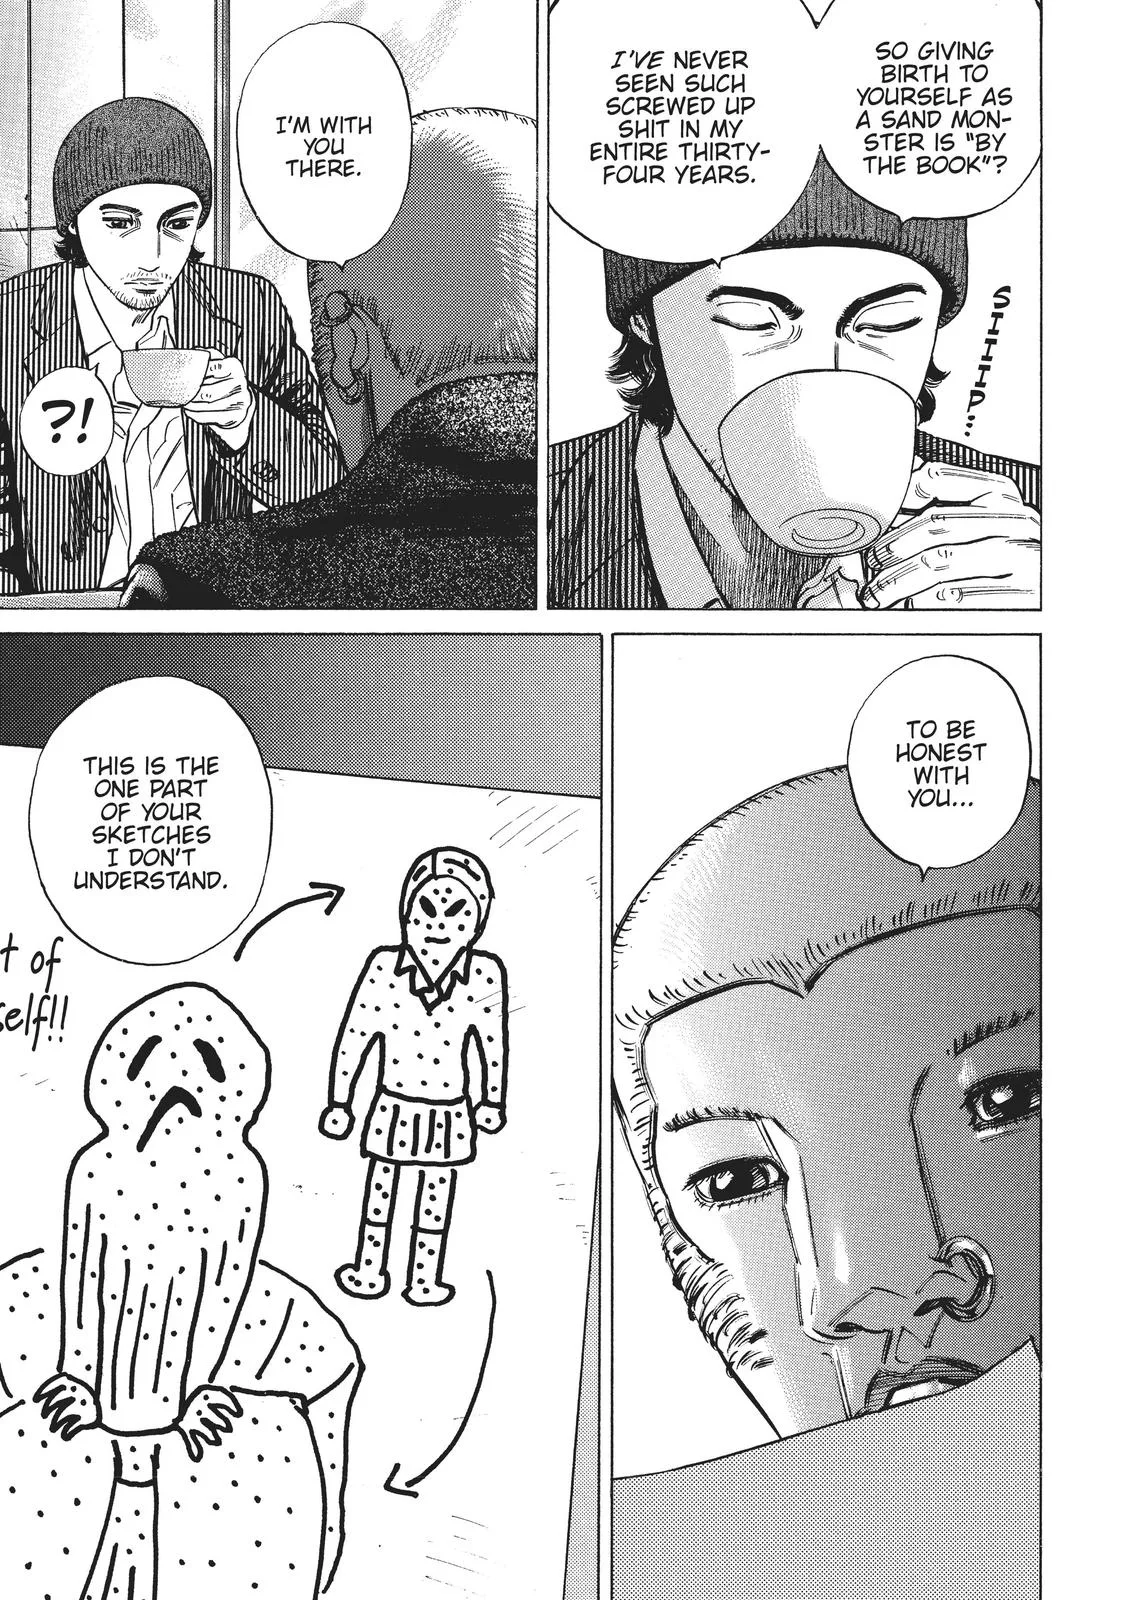 SO GIVING
BIRTH TO
YOURSELF AS
A SAND MON-
STER IS "BY
THE BOOK"?
I'VE NEVER
SEEN SUCH
SCREWED UP
SHIT IN MY
ENTIRE THIRTY-
FOUR YEARS.
SIIIP...
I'M WITH
YOU
THERE.
?!
TO BE
HONEST
WITH
YOU...
THIS IS THE
ONE PART
OF YOUR
SKETCHES
I DON'T
UNDERSTAND.
of